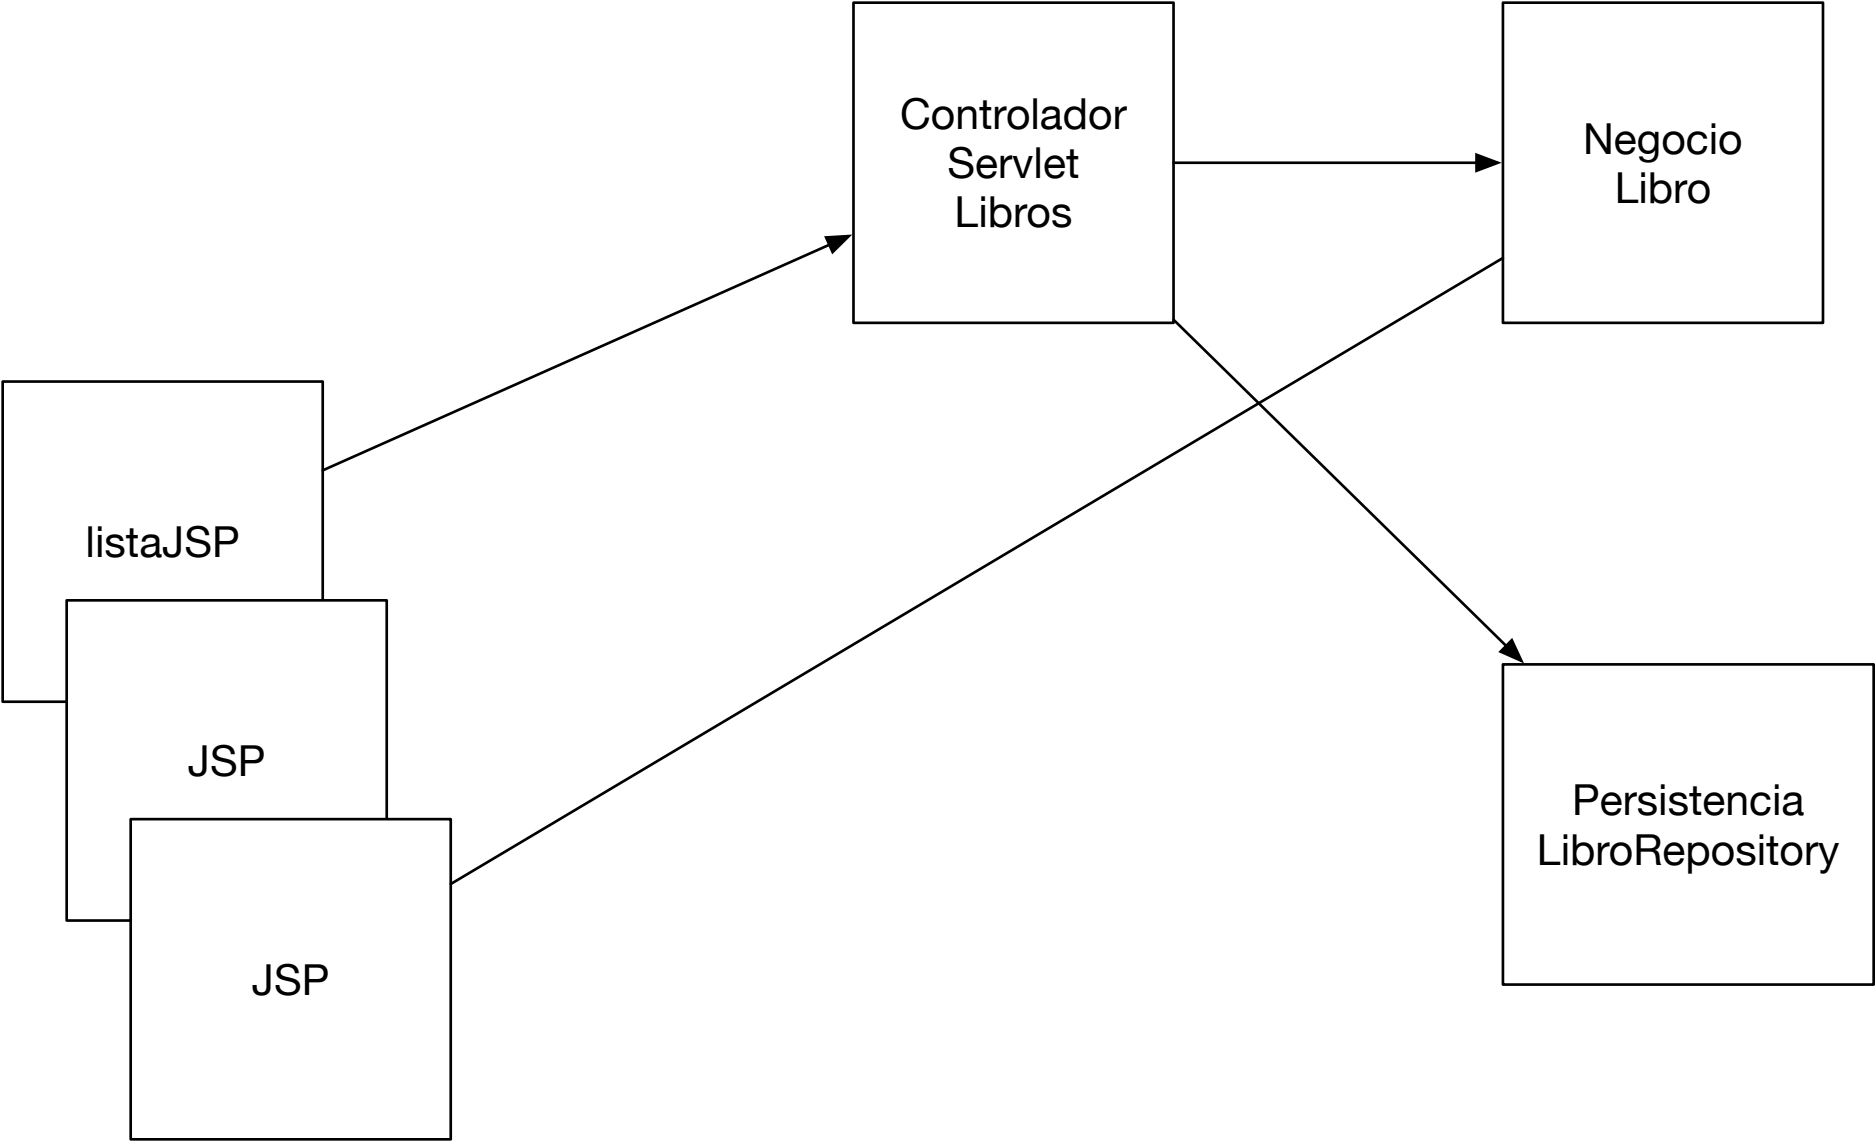 Controlador
Servlet
Libros
Negocio
Libro
listaJSP
JSP
JSP
Persistencia
LibroRepository